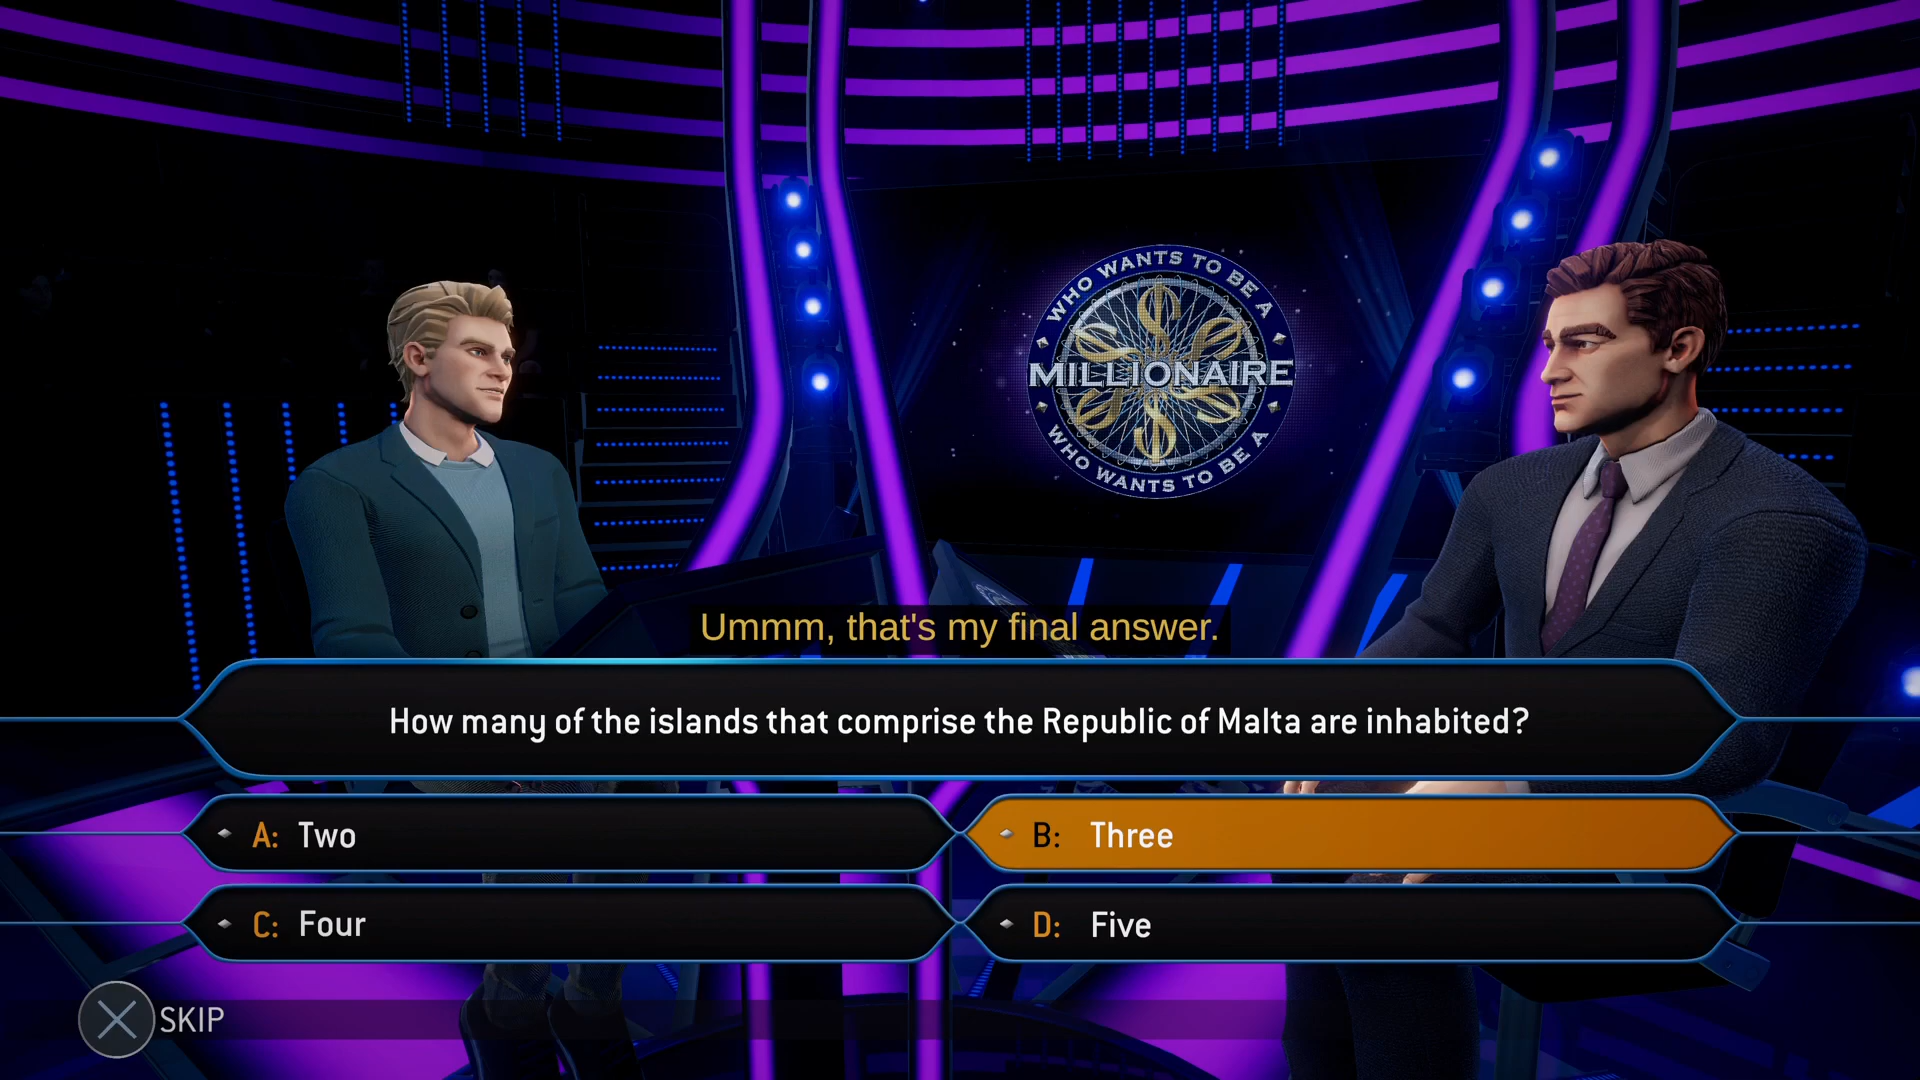 WHO WANTS TO BE A
MILLIONAIRE
WHO WANTS TO BE A
Ummm, that's my final answer.
How many of the islands that comprise the Republic of Malta are inhabited?
A: Two
B: Three
C: Four
D: Five
SKIP